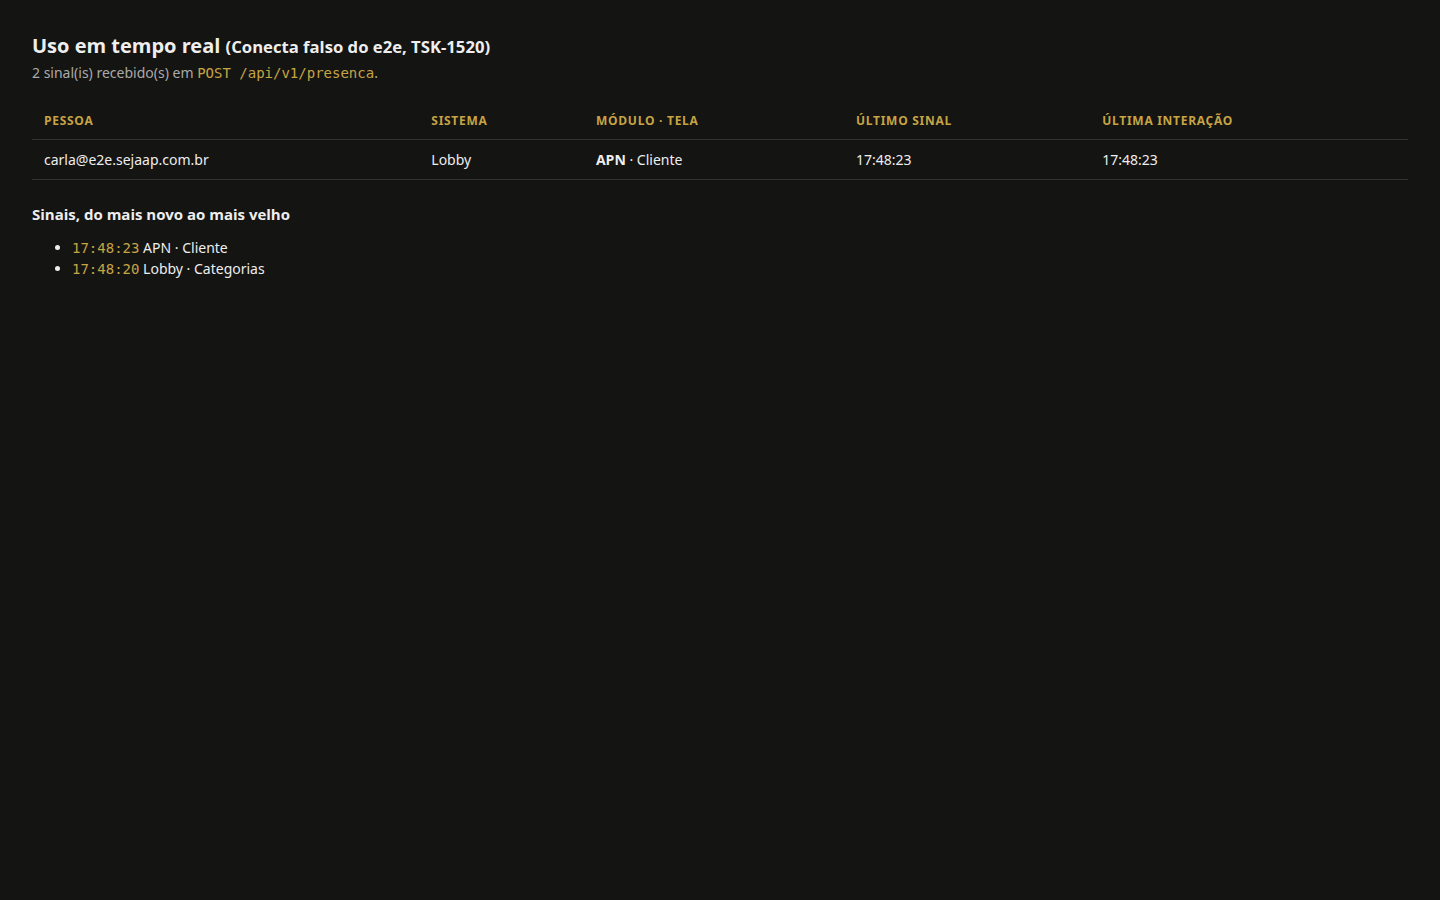 Uso em tempo real (Conecta falso do e2e, TSK-1520)
2 sinal(is) recebido(s) em POST /api/v1/presenca.
PESSOA SISTEMA MÓDULO · TELA ÚLTIMO SINAL ÚLTIMA INTERAÇÃO
carla@e2e.sejaap.com.br Lobby APN · Cliente 17:48:23 17:48:23
Sinais, do mais novo ao mais velho
• 17:48:23 APN · Cliente
• 17:48:20 Lobby · Categorias